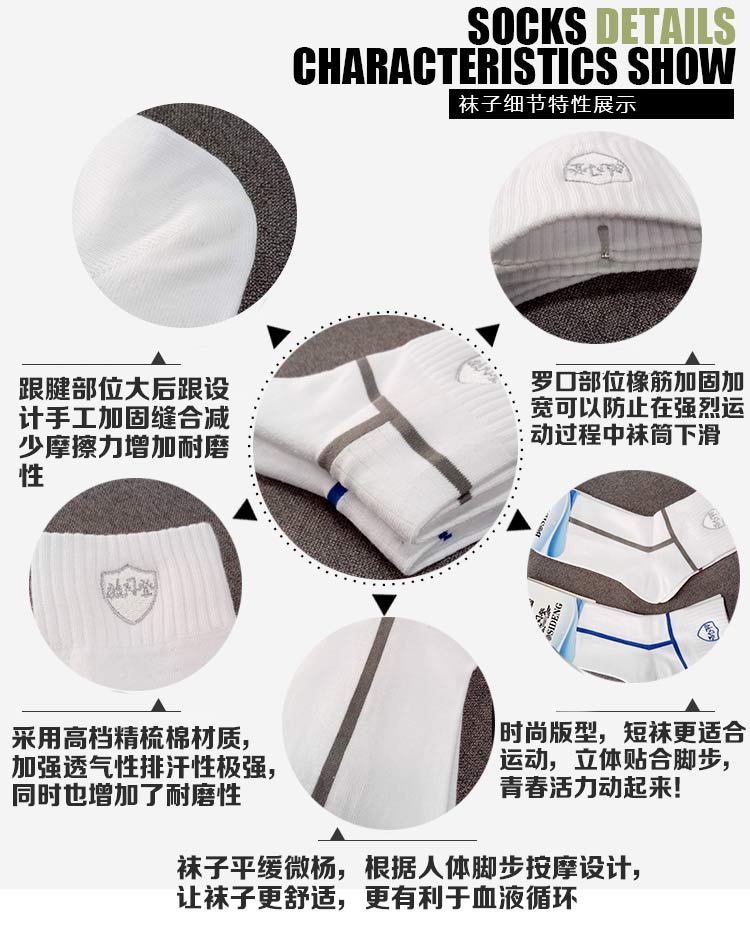 SOCKS DETAILS
CHARACTERISTICS SHOW
袜子细节特性展示
跟腱部位大后跟设
计手工加固缝合减
少摩擦力增加耐磨
性
罗口部位橡筋加固加
宽可以防止在强烈运
动过程中袜筒下滑
采用高档精梳棉材质，
加强透气性排汗性极强，
同时也增加了耐磨性
BOSIDENG
时尚版型，短袜更适合
运动，立体贴合脚步，
青春活力动起来！
袜子平缓微杨，根据人体脚步按摩设计，
让袜子更舒适，更有利于血液循环